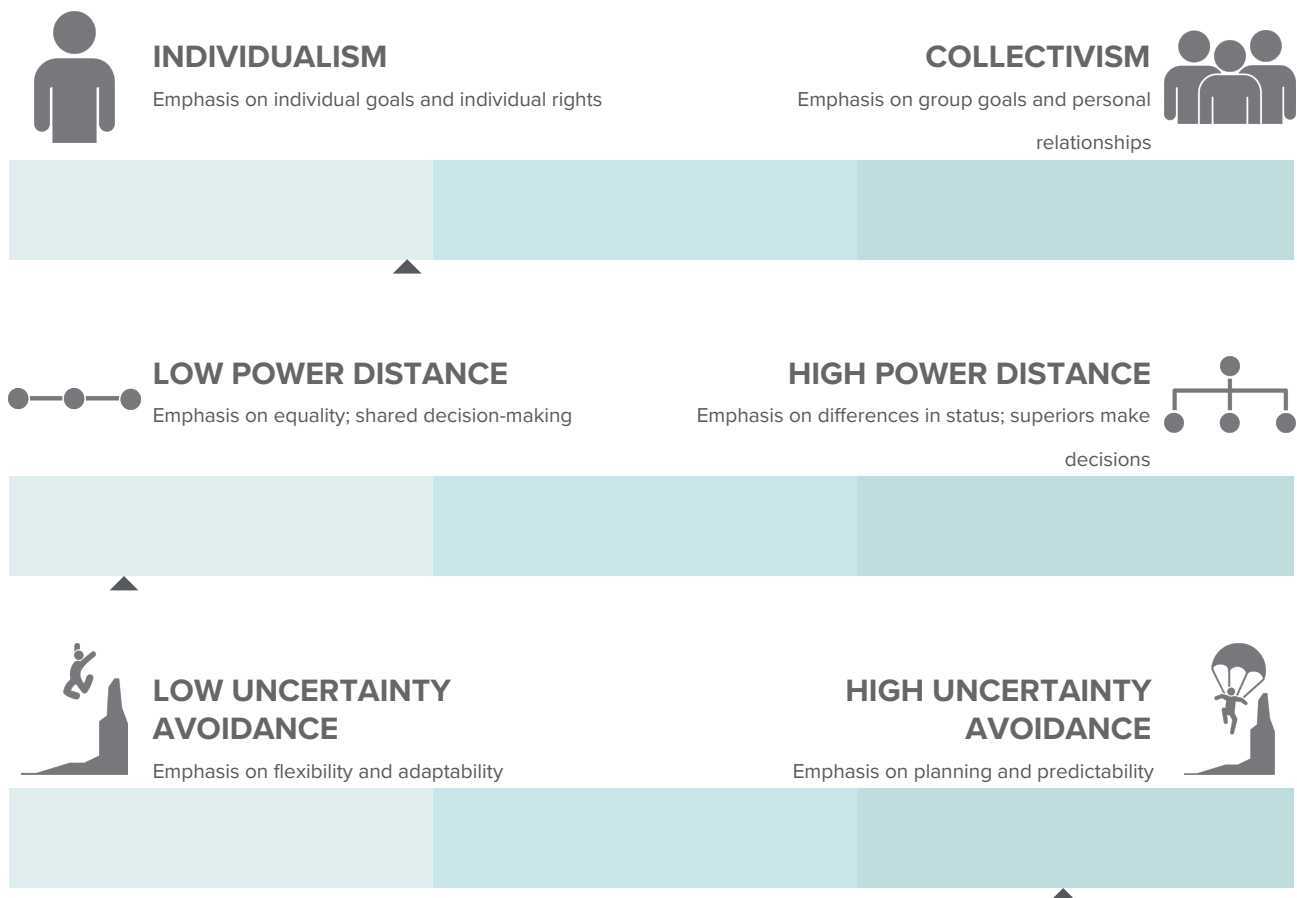 INDIVIDUALISM
Emphasis on individual goals and individual rights
COLLECTIVISM
Emphasis on group goals and personal
relationships
LOW POWER DISTANCE
Emphasis on equality; shared decision-making
HIGH POWER DISTANCE
Emphasis on differences in status; superiors make
decisions
LOW UNCERTAINTY
AVOIDANCE
Emphasis on flexibility and adaptability
HIGH UNCERTAINTY
AVOIDANCE
Emphasis on planning and predictability